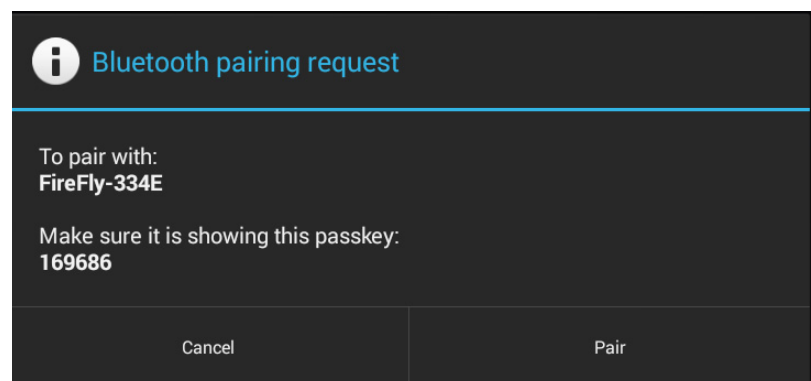 Bluetooth pairing request
To pair with:
FireFly-334E
Make sure it is showing this passkey:
169686
Cancel
Pair